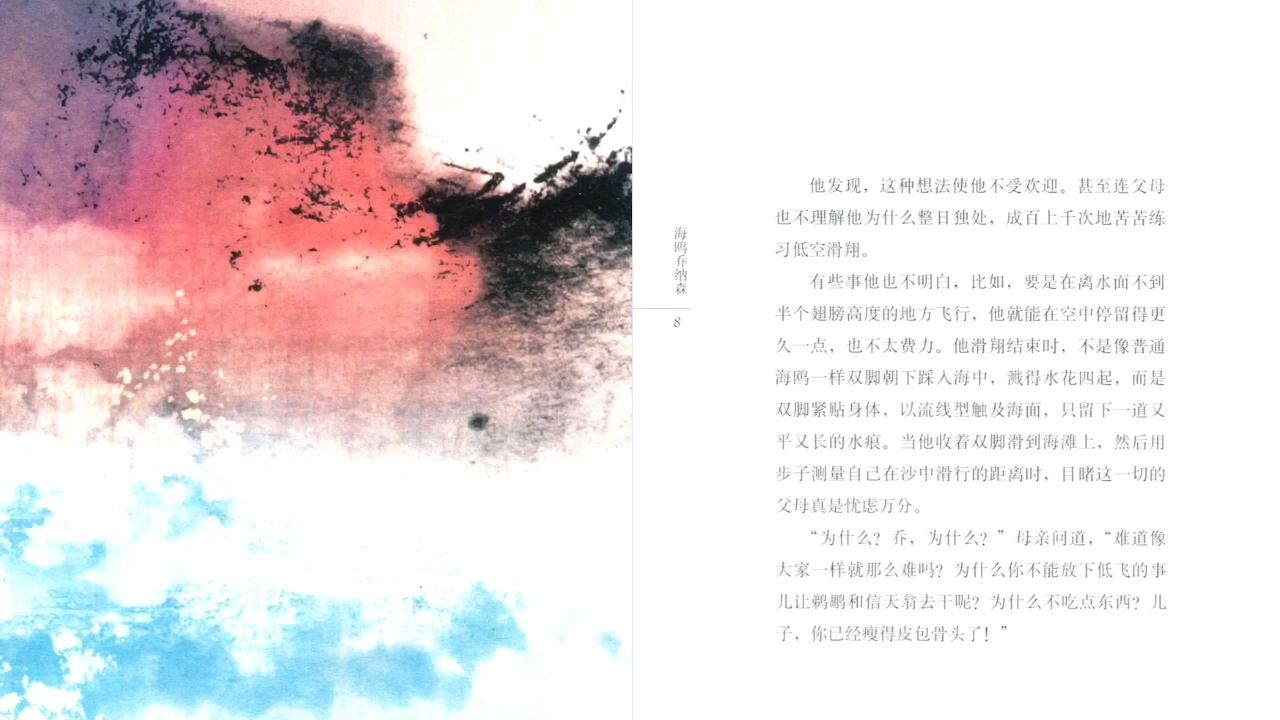 海鸥乔纳森
8
他发现，这种想法使他不受欢迎。甚至连父母
也不理解他为什么整日独处，成百上千次地苦苦练
习低空滑翔。
有些事他也不明白，比如，要是在离水面不到
半个翅膀高度的地方飞行，他就能在空中停留得更
久一点，也不太费力。他滑翔结束时，不是像普通
海鸥一样双脚朝下踩入海中，溅得水花四起，而是
双脚紧贴身体，以流线型触及海面，只留下一道又
平又长的水痕。当他收着双脚滑到海滩上，然后用
步子测量自己在沙中滑行的距离时，目睹这一切的
父母真是忧虑万分。
“为什么？乔，为什么？”母亲问道，“难道像
大家一样就那么难吗？为什么你不能放下低飞的事
儿让鹈鹕和信天翁去干呢？为什么不吃点东西？儿
子，你已经瘦得皮包骨头了！”